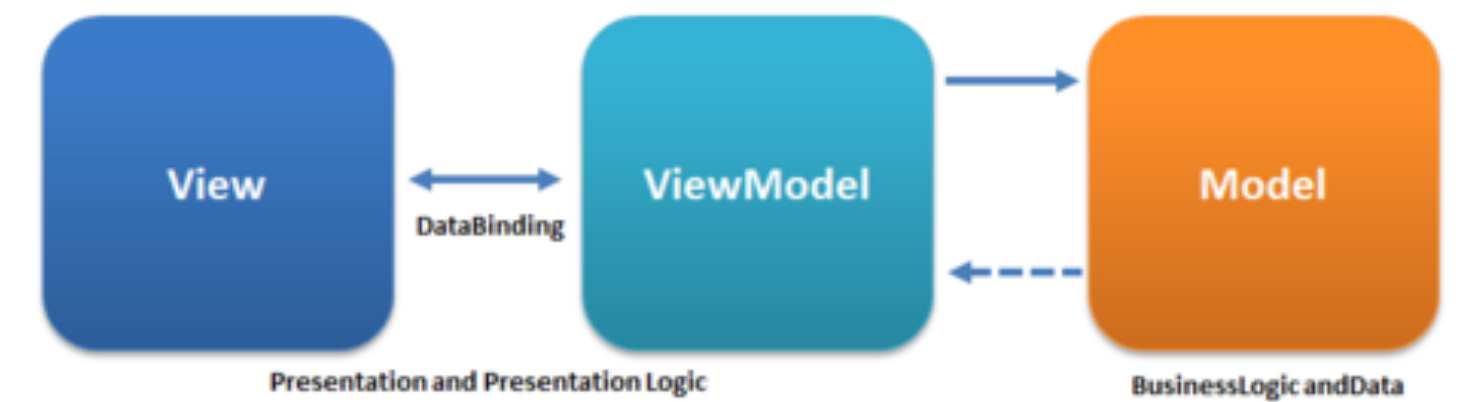 View
ViewModel
Model
DataBinding
Presentation and Presentation Logic
BusinessLogic andData